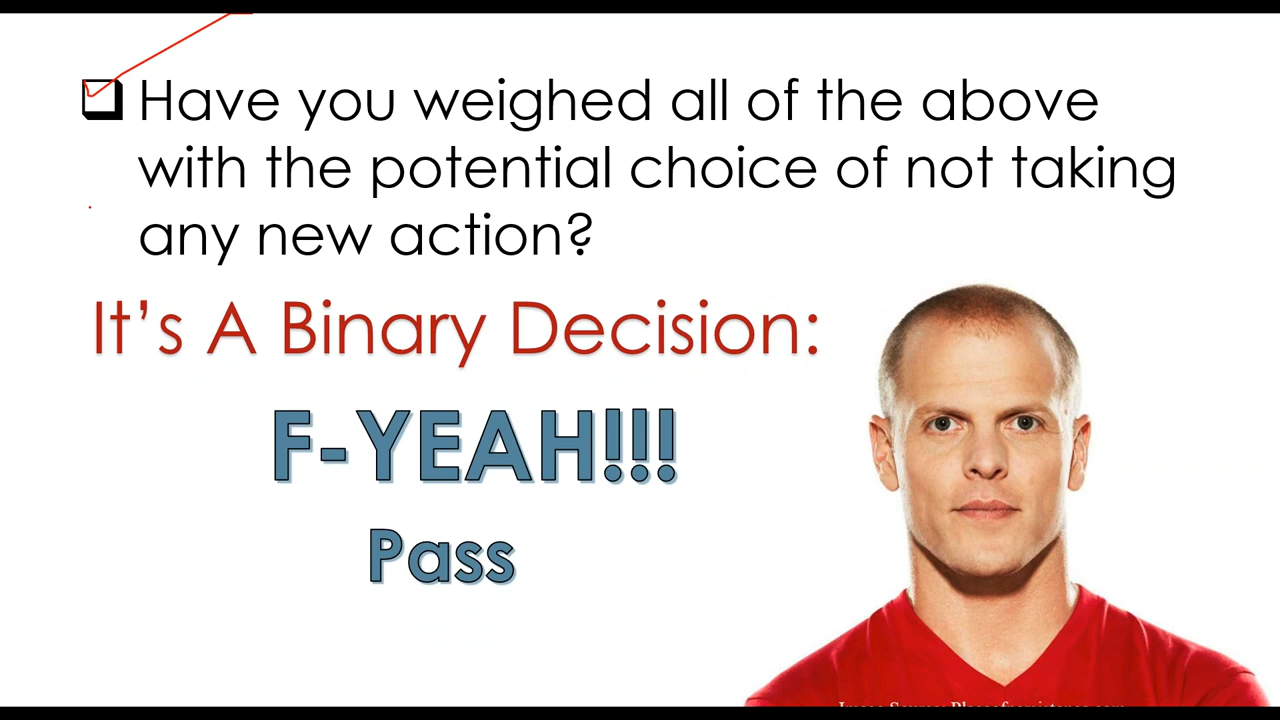 Have you weighed all of the above
with the potential choice of not taking
any new action?
It's A Binary Decision:
F-YEAH!!!
Pass